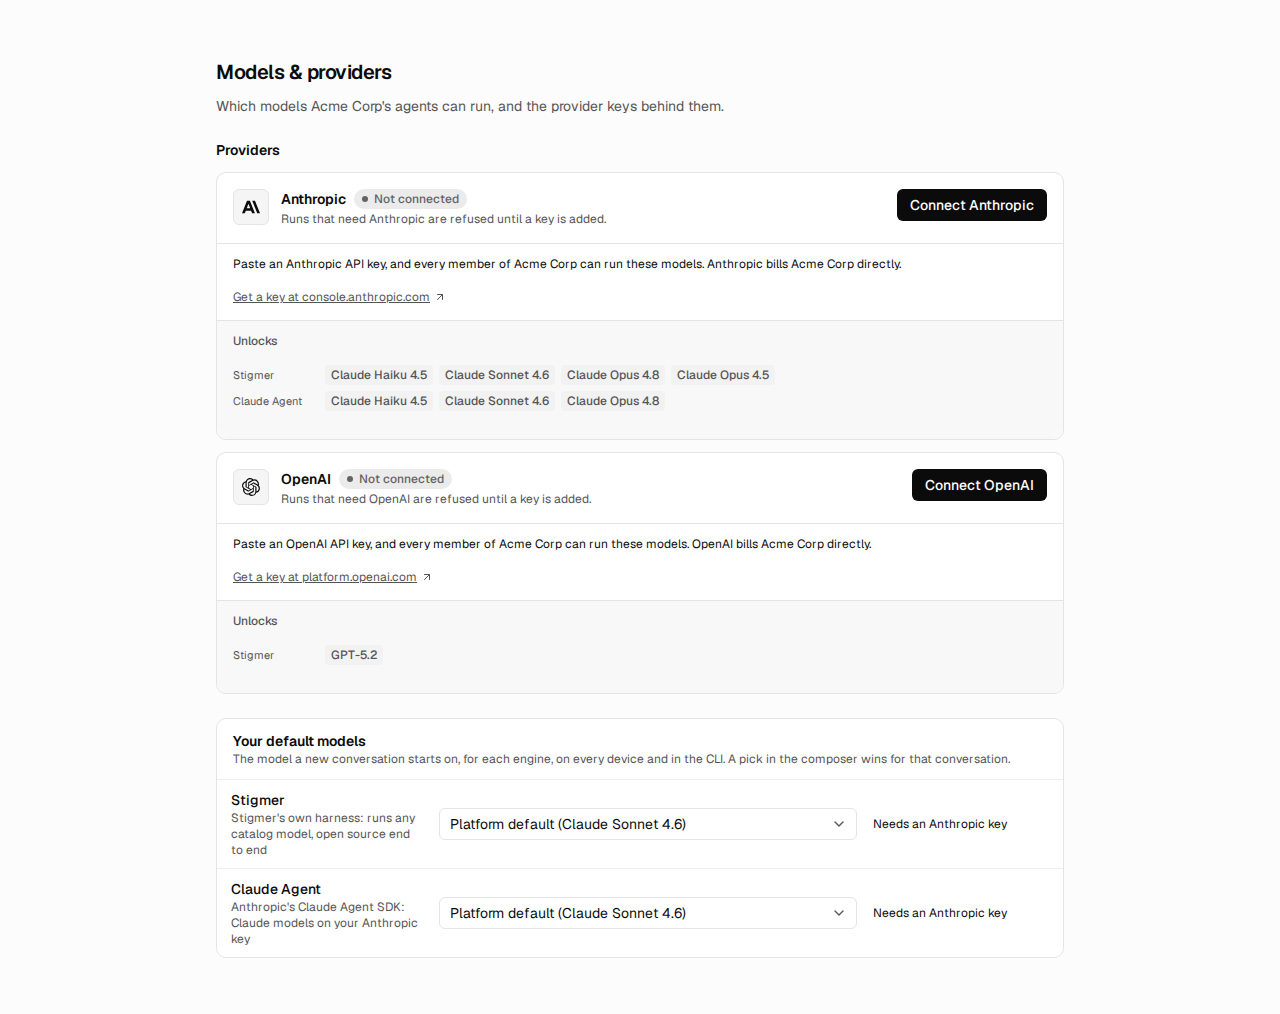 Models & providers
Which models Acme Corp's agents can run, and the provider keys behind them.
Providers
Anthropic Not connected
Connect Anthropic
Runs that need Anthropic are refused until a key is added.
Paste an Anthropic API key, and every member of Acme Corp can run these models. Anthropic bills Acme Corp directly.
Get a key at console.anthropic.com
Unlocks
Stigmer Claude Haiku 4.5 Claude Sonnet 4.6 Claude Opus 4.8 Claude Opus 4.5
Claude Agent Claude Haiku 4.5 Claude Sonnet 4.6 Claude Opus 4.8
OpenAI Not connected
Connect OpenAI
Runs that need OpenAI are refused until a key is added.
Paste an OpenAI API key, and every member of Acme Corp can run these models. OpenAI bills Acme Corp directly.
Get a key at platform.openai.com
Unlocks
Stigmer GPT-5.2
Your default models
The model a new conversation starts on, for each engine, on every device and in the CLI. A pick in the composer wins for that conversation.
Stigmer
Stigmer's own harness: runs any
catalog model, open source end
to end
Platform default (Claude Sonnet 4.6)
Needs an Anthropic key
Claude Agent
Anthropic's Claude Agent SDK:
Claude models on your Anthropic
key
Platform default (Claude Sonnet 4.6)
Needs an Anthropic key